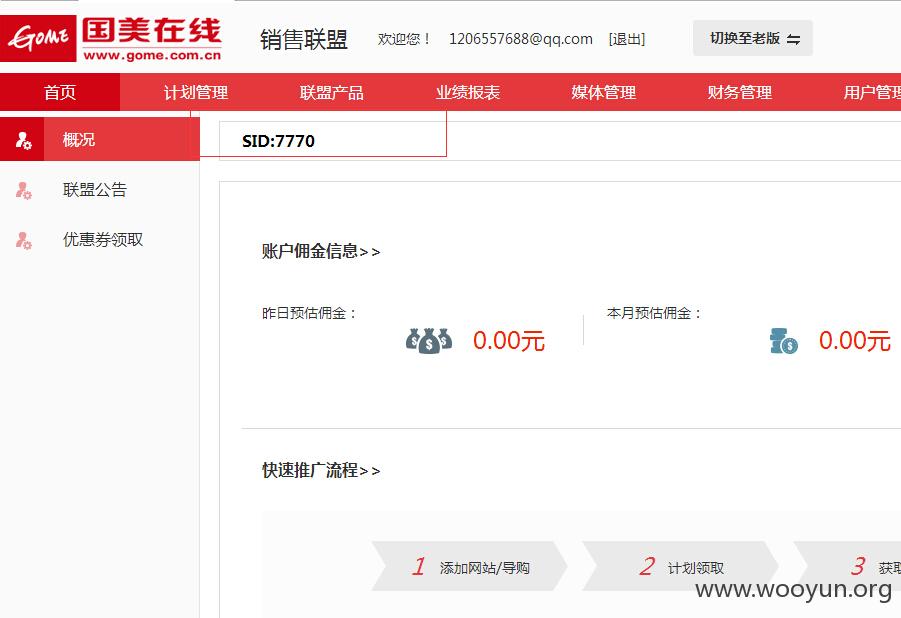 GOME 国美在线
www.gome.com.cn
销售联盟 欢迎您！ 1206557688@qq.com [退出] 切换至老版
首页 计划管理 联盟产品 业绩报表 媒体管理 财务管理 用户管理
概况
SID:7770
联盟公告
优惠券领取
账户佣金信息>>
昨日预估佣金： 本月预估佣金：
0.00元 0.00元
快速推广流程>>
1 添加网站/导购 2 计划领取 3 获取
www.wooyun.org